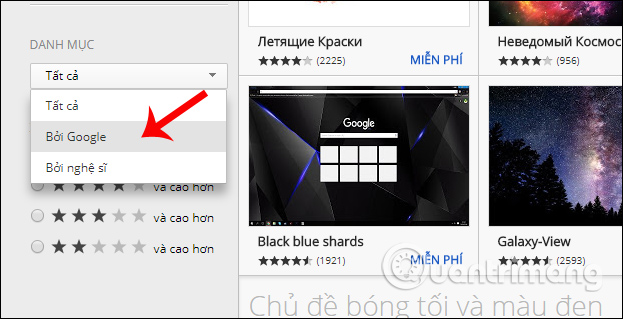 DANH MỤC
Tất cả
Tất cả
Bởi Google
Bởi nghệ sĩ
và cao hơn
và cao hơn
và cao hơn
Летящие Краски
(2225)
MIỄN PHÍ
Неведомый Космос
(956)
Google
Black blue shards
(1921)
MIỄN PHÍ
Galaxy-View
(2593)
Quantrimang
Chủ đề bóng tối và màu đen